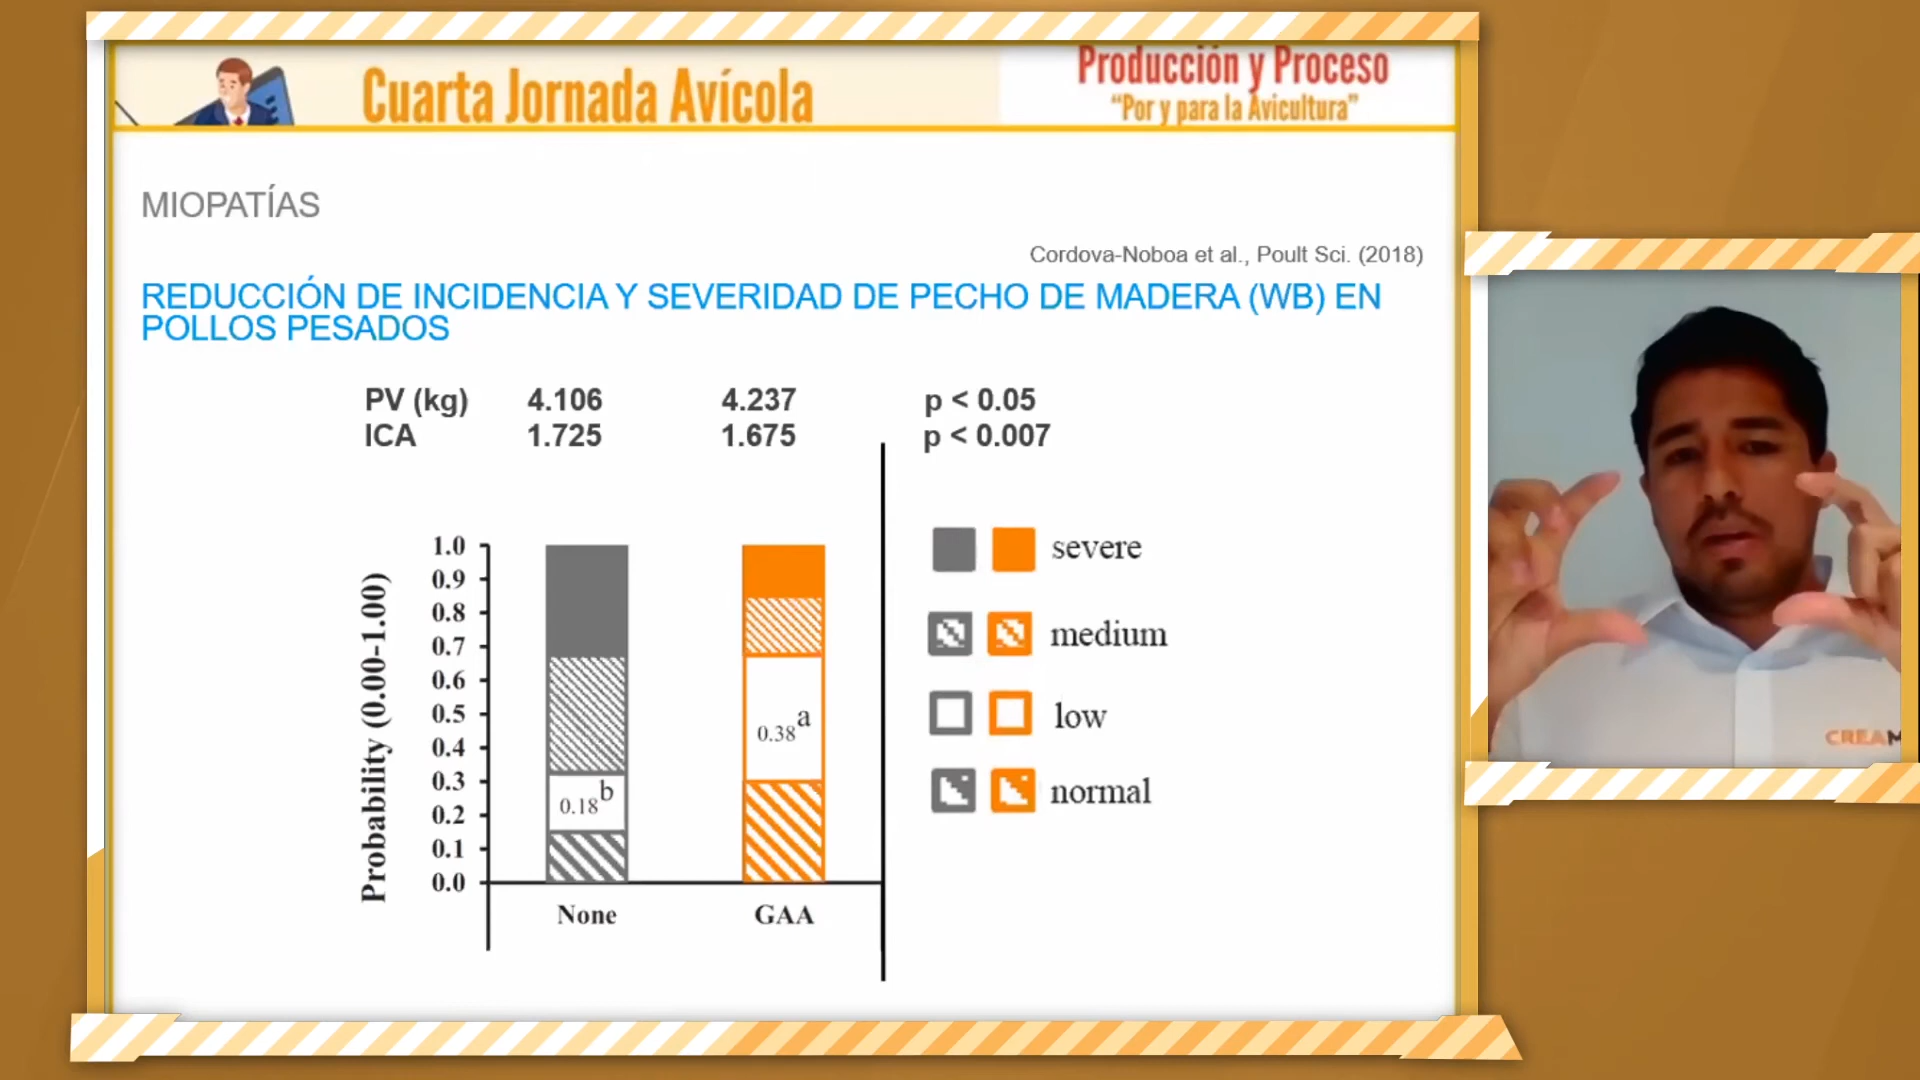 Cuarta Jornada Avícola
Producción y Proceso
“Por y para la Avicultura”
MIOPATÍAS
Cordova-Noboa et al., Poult Sci. (2018)
REDUCCIÓN DE INCIDENCIA Y SEVERIDAD DE PECHO DE MADERA (WB) EN
POLLOS PESADOS
PV (kg) 4.106 4.237 p < 0.05
ICA 1.725 1.675 p < 0.007
Probability (0.00-1.00)
1.0
0.9
0.8
0.7
0.6
0.5
0.4
0.3
0.2
0.1
0.0
0.18b
0.38a
None GAA
severe
medium
low
normal
CREAM